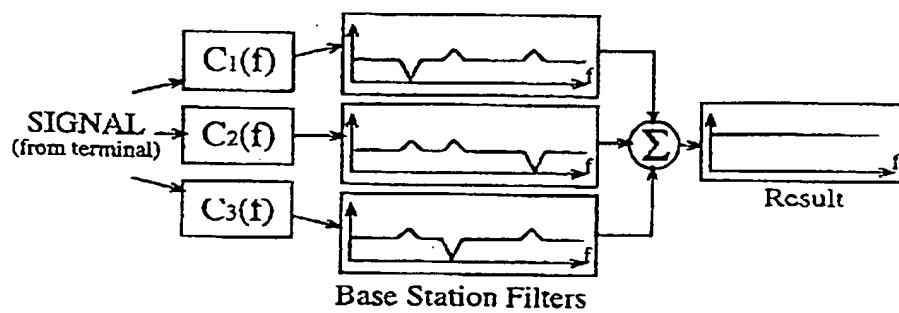 C1(f)
f
SIGNAL
(from terminal)
C2(f)
f
Σ
f
Result
C3(f)
f
Base Station Filters